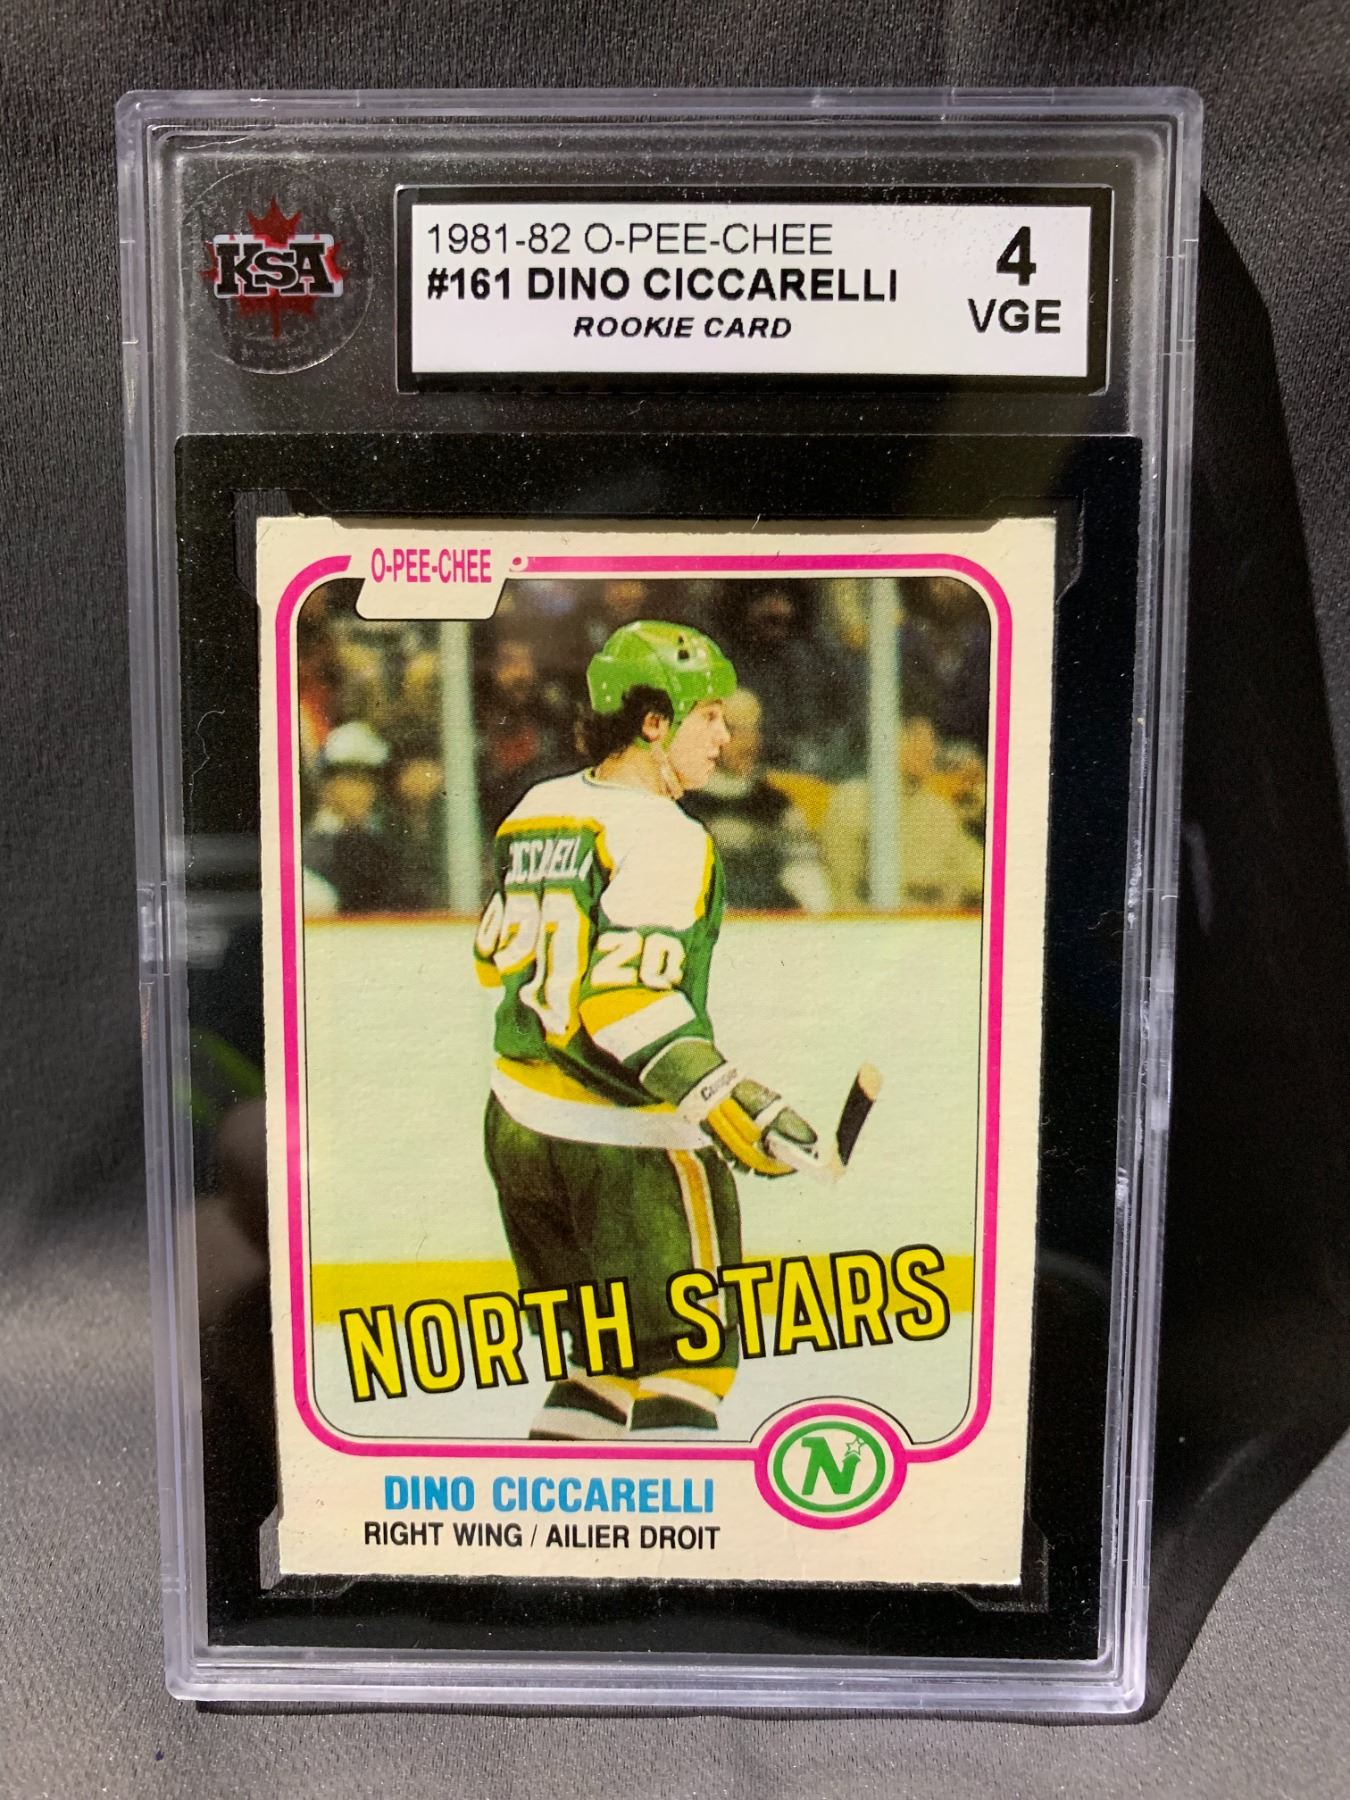 KSA
1981-82 O-PEE-CHEE
#161 DINO CICCARELLI
ROOKIE CARD
4
VGE
O-PEE-CHEE
CICCARELLI
20
20
Cooper
NORTH STARS
N
DINO CICCARELLI
RIGHT WING / AILIER DROIT